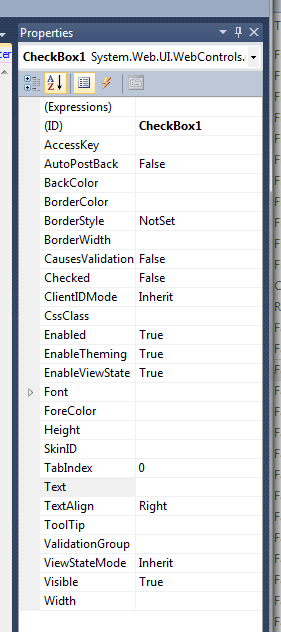 Properties
CheckBox1 System.Web.UI.WebControls.
(Expressions)
(ID) CheckBox1
AccessKey
AutoPostBack False
BackColor
BorderColor
BorderStyle NotSet
BorderWidth
CausesValidation False
Checked False
ClientIDMode Inherit
CssClass
Enabled True
EnableTheming True
EnableViewState True
Font
ForeColor
Height
SkinID
TabIndex 0
Text
TextAlign Right
ToolTip
ValidationGroup
ViewStateMode Inherit
Visible True
Width